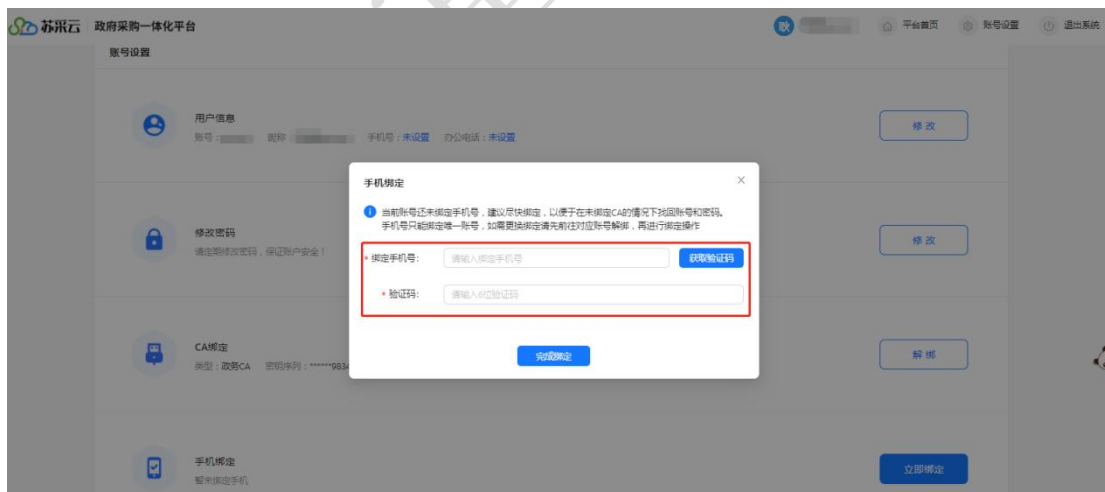 苏采云 政府采购一体化平台 欢 平台首页 账号设置 退出系统
账号设置
用户信息
账号: 昵称: 手机号:未设置 办公电话:未设置
修改
手机绑定
当前账号还未绑定手机号,建议尽快绑定,以便于在未绑定CA的情况下找回账号和密码。
手机号只能绑定唯一账号,如需更换绑定请先前往对应账号解绑,再进行绑定操作
修改密码
请定期修改密码,保证账户安全!
修改
* 绑定手机号: 请输入绑定手机号 获取验证码
* 验证码: 请输入6位验证码
CA绑定
类型:政务CA 密钥序列:******9834
解绑
完成绑定
手机绑定
暂未绑定手机
立即绑定